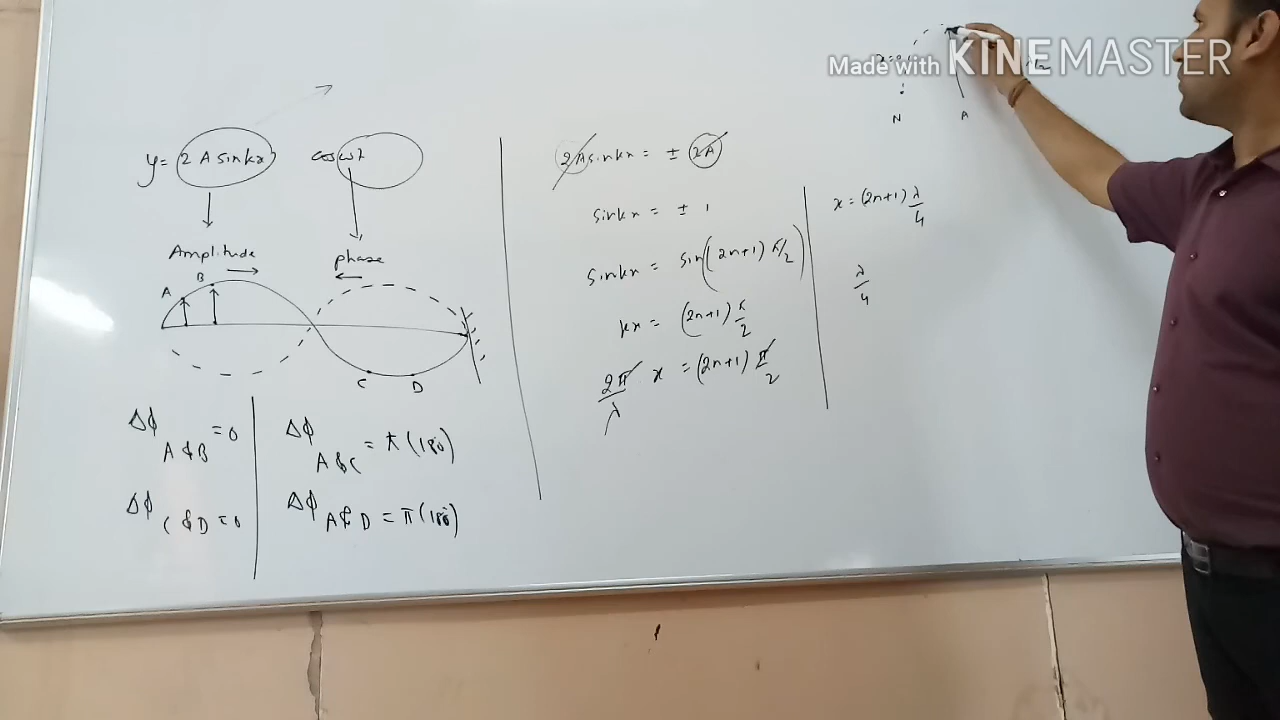 Made with KINEMASTER
N A
y = 2 A sinkx cosωt
Amplitude phase
A B
C D
Δϕ A & B = 0
Δϕ C & D = 0
Δϕ A & C = π (180°)
Δϕ A & D = π (180°)
2A sinkx = ± 2A
sinkx = ± 1
sinkx = sin((2n+1) π/2)
kx = (2n+1) π/2
2π/λ x = (2n+1) π/2
x = (2n+1) λ/4
λ/4